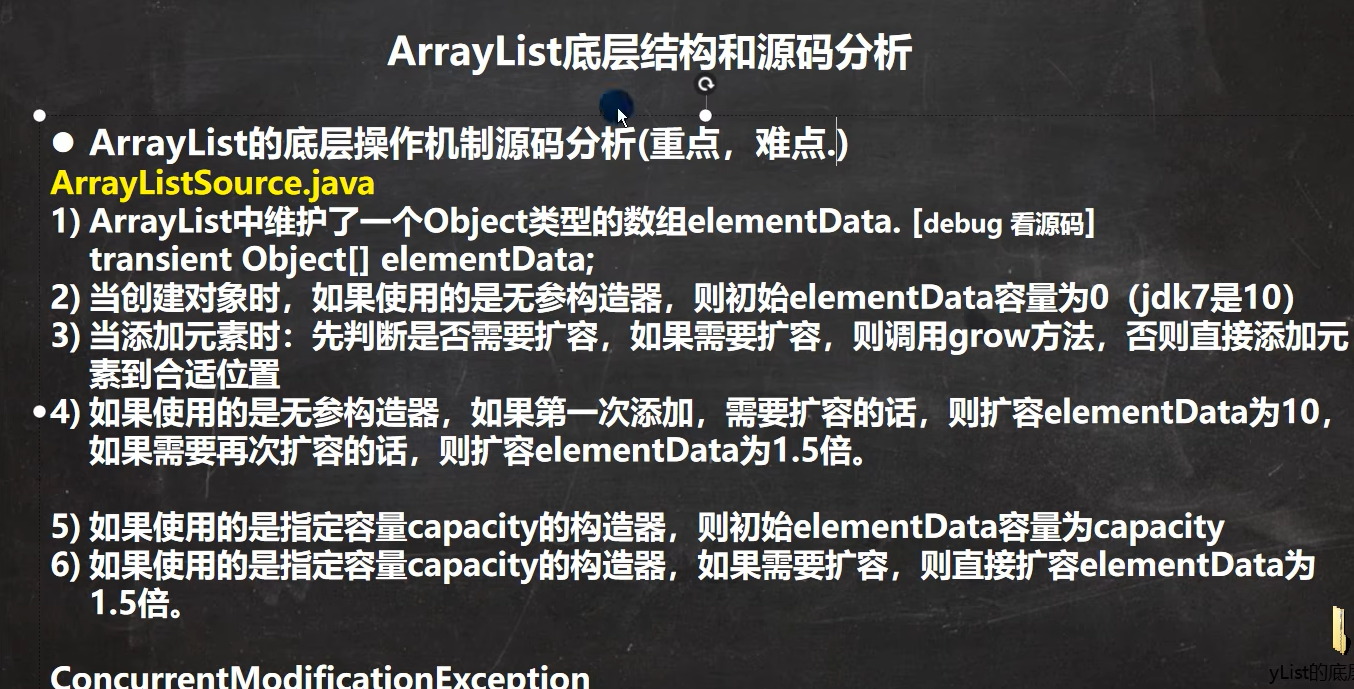 ArrayList底层结构和源码分析
● ArrayList的底层操作机制源码分析(重点，难点.)
ArrayListSource.java
1) ArrayList中维护了一个Object类型的数组elementData. [debug 看源码]
transient Object[] elementData;
2) 当创建对象时，如果使用的是无参构造器，则初始elementData容量为0（jdk7是10）
3) 当添加元素时：先判断是否需要扩容，如果需要扩容，则调用grow方法，否则直接添加元
素到合适位置
4) 如果使用的是无参构造器，如果第一次添加，需要扩容的话，则扩容elementData为10，
如果需要再次扩容的话，则扩容elementData为1.5倍。
5) 如果使用的是指定容量capacity的构造器，则初始elementData容量为capacity
6) 如果使用的是指定容量capacity的构造器，如果需要扩容，则直接扩容elementData为
1.5倍。
ConcurrentModificationException
yList的底层